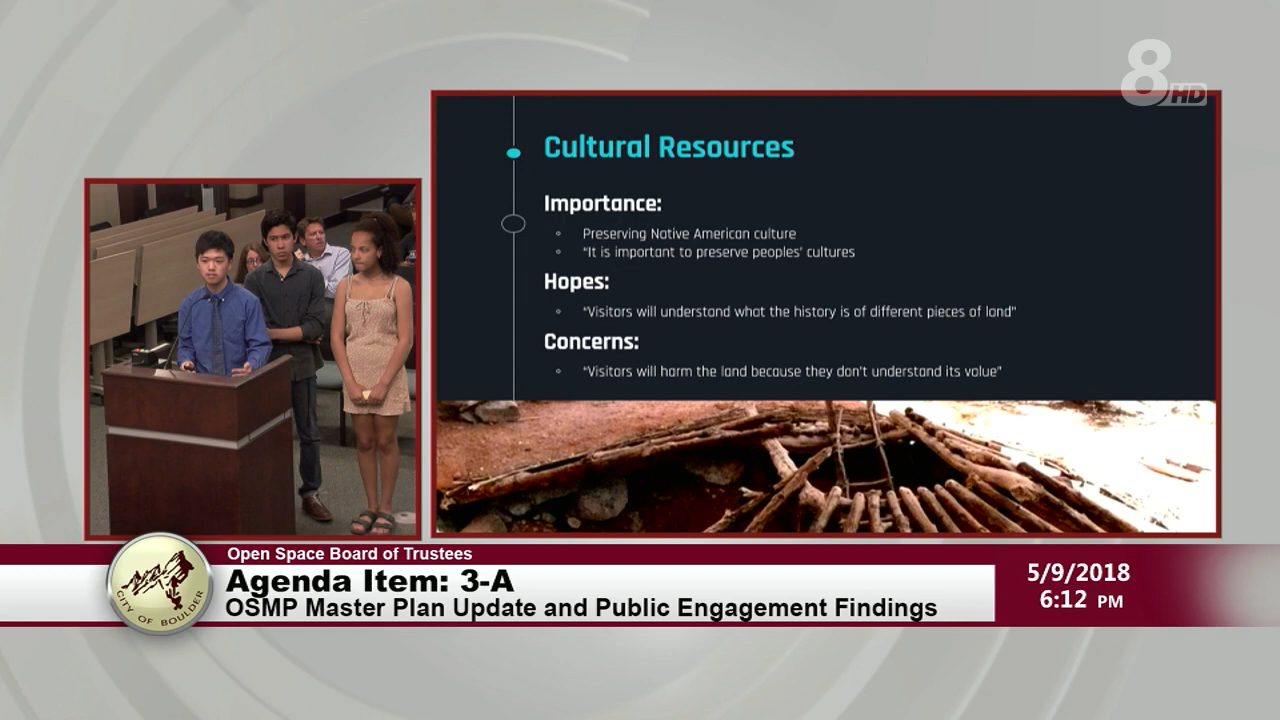 8HD
Cultural Resources
Importance:
Preserving Native American culture
“It is important to preserve peoples' cultures
Hopes:
“Visitors will understand what the history is of different pieces of land”
Concerns:
“Visitors will harm the land because they don't understand its value”
Open Space Board of Trustees
Agenda Item: 3-A
OSMP Master Plan Update and Public Engagement Findings
CITY OF BOULDER
5/9/2018
6:12 PM